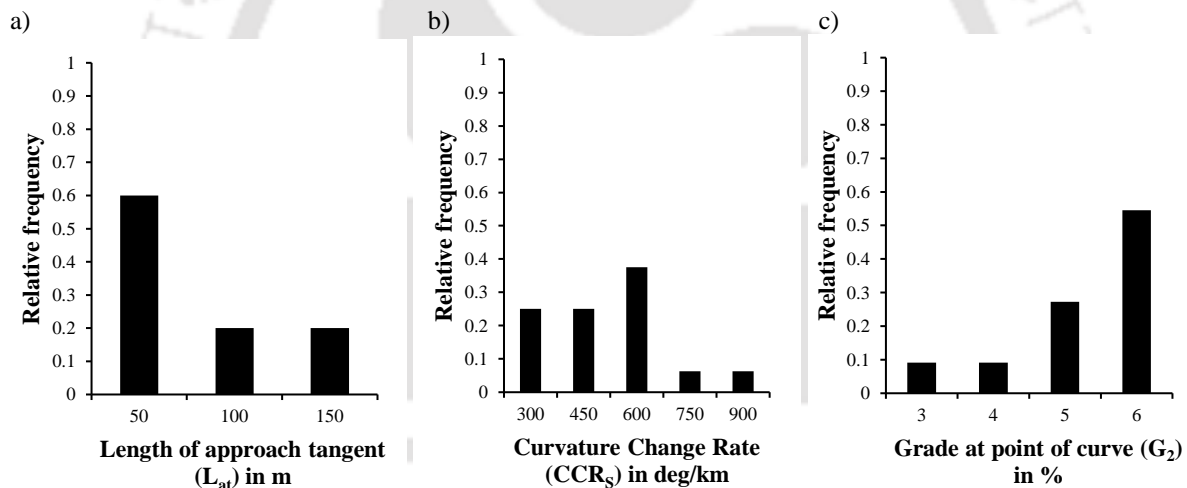 a)
Relative frequency
1
0.9
0.8
0.7
0.6
0.5
0.4
0.3
0.2
0.1
0
50 100 150
Length of approach tangent
(Lat) in m
b)
Relative frequency
1
0.9
0.8
0.7
0.6
0.5
0.4
0.3
0.2
0.1
0
300 450 600 750 900
Curvature Change Rate
(CCRS) in deg/km
c)
Relative frequency
1
0.9
0.8
0.7
0.6
0.5
0.4
0.3
0.2
0.1
0
3 4 5 6
Grade at point of curve (G2)
in %